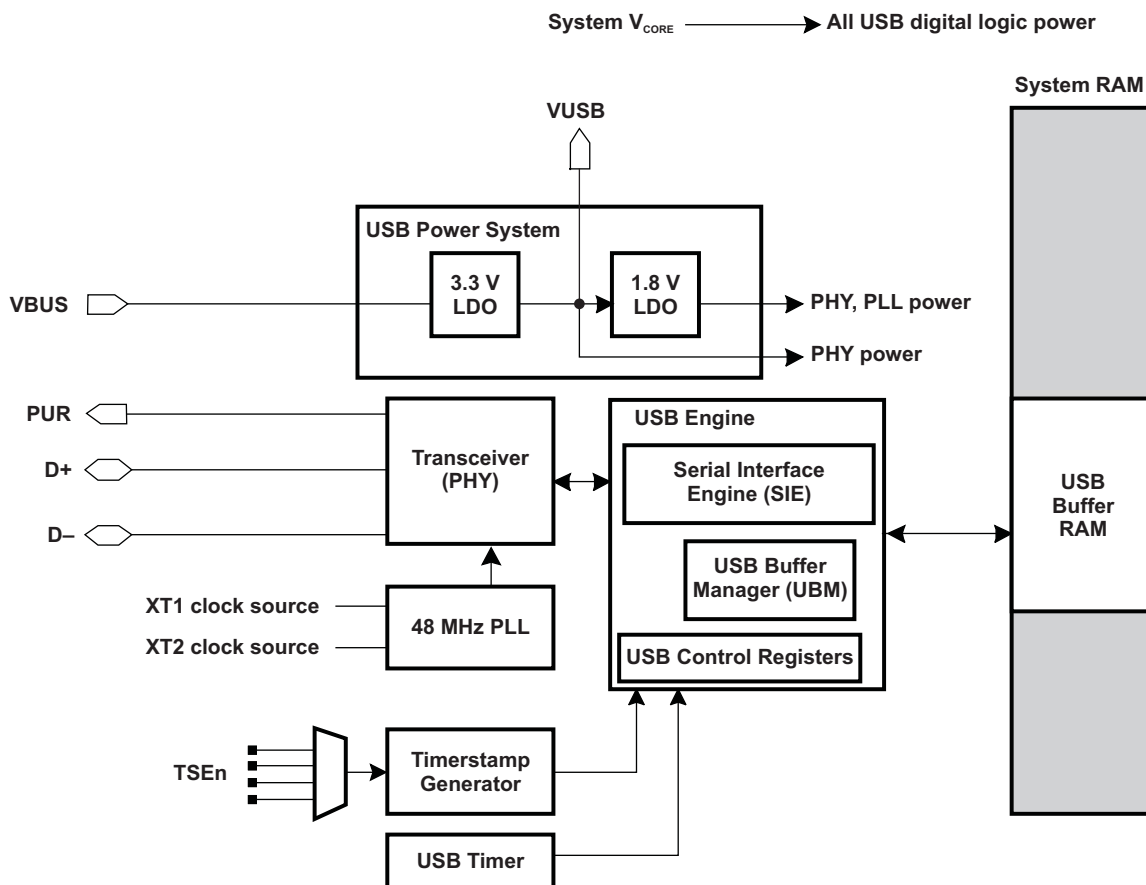 System VCORE
All USB digital logic power
System RAM
VUSB
USB Power System
3.3 V
LDO
1.8 V
LDO
VBUS
PHY, PLL power
PHY power
PUR
D+
D–
Transceiver
(PHY)
USB Engine
Serial Interface
Engine (SIE)
USB Buffer
Manager (UBM)
USB Control Registers
USB
Buffer
RAM
XT1 clock source
XT2 clock source
48 MHz PLL
TSEn
Timerstamp
Generator
USB Timer